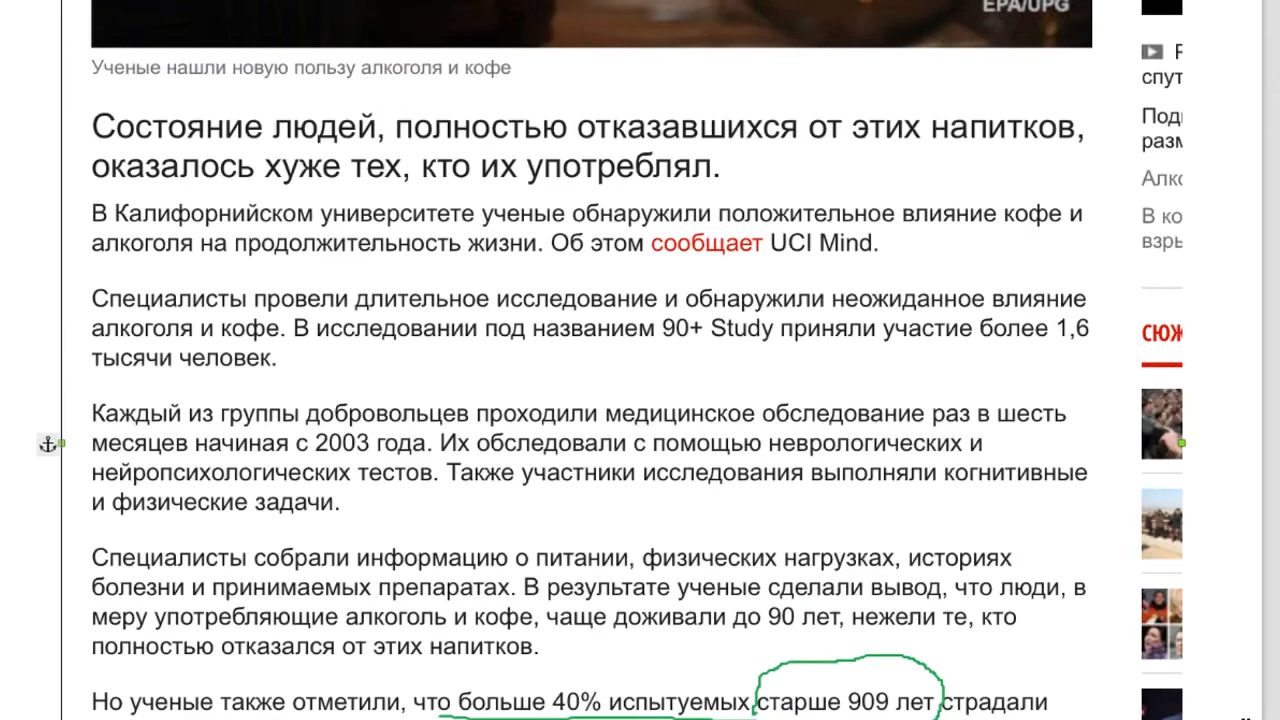 EPA/UPG
Ученые нашли новую пользу алкоголя и кофе
Состояние людей, полностью отказавшихся от этих напитков,
оказалось хуже тех, кто их употреблял.
В Калифорнийском университете ученые обнаружили положительное влияние кофе и
алкоголя на продолжительность жизни. Об этом сообщает UCI Mind.
Специалисты провели длительное исследование и обнаружили неожиданное влияние
алкоголя и кофе. В исследовании под названием 90+ Study приняли участие более 1,6
тысячи человек.
Каждый из группы добровольцев проходили медицинское обследование раз в шесть
месяцев начиная с 2003 года. Их обследовали с помощью неврологических и
нейропсихологических тестов. Также участники исследования выполняли когнитивные
и физические задачи.
Специалисты собрали информацию о питании, физических нагрузках, историях
болезни и принимаемых препаратах. В результате ученые сделали вывод, что люди, в
меру употребляющие алкоголь и кофе, чаще доживали до 90 лет, нежели те, кто
полностью отказался от этих напитков.
Но ученые также отметили, что больше 40% испытуемых старше 909 лет страдали
спут
Под
разм
Алко
В ко
взры
СЮЖ